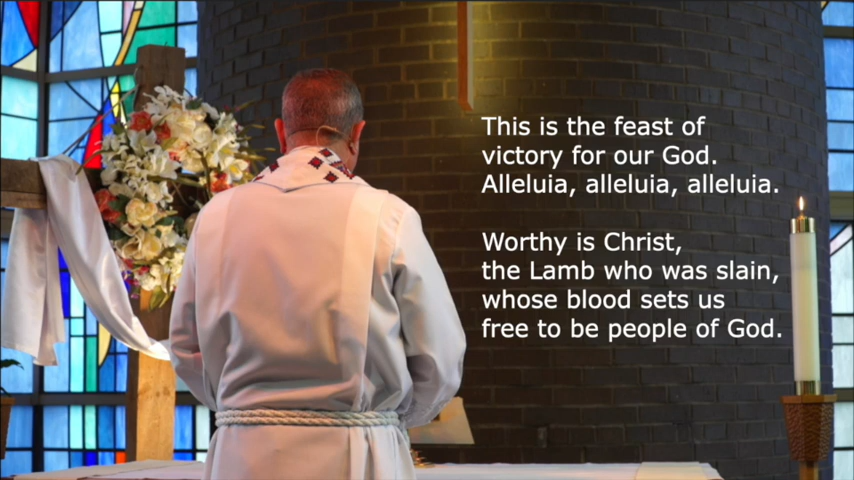 This is the feast of
victory for our God.
Alleluia, alleluia, alleluia.
Worthy is Christ,
the Lamb who was slain,
whose blood sets us
free to be people of God.